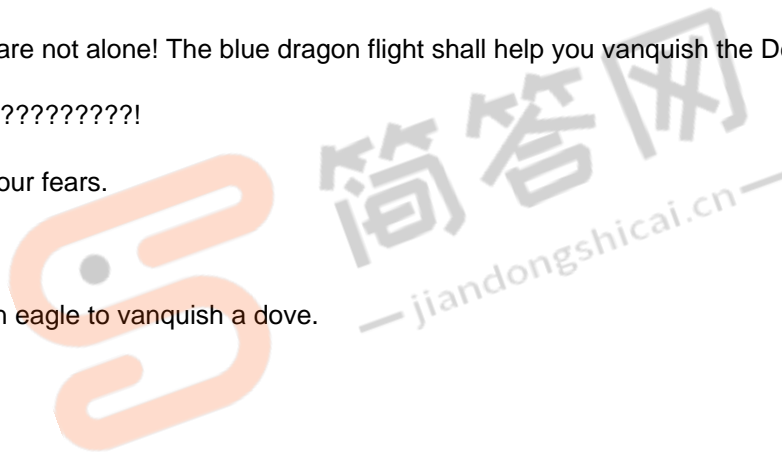 are not alone! The blue dragon flight shall help you vanquish the D
?????????!
our fears.
eagle to vanquish a dove.
简答网
jiandongshicai.cn